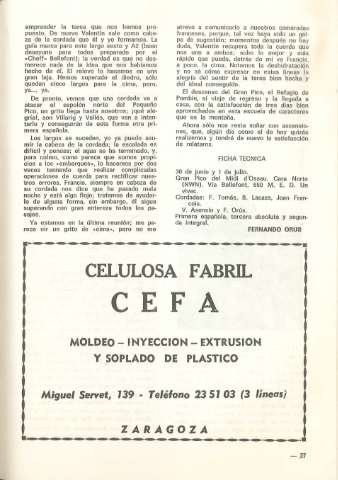 emprender la tarea que nos hemos pro-
puesto. De nuevo Valentín sale como cabe-
za de la cordada que él y yo formamos. La
guía marca para este largo sexto y A2 (bien
desayuno para todos preparado por el
«Chef» Bellefont); la verdad es que no des-
merece nada de la idea que nos habíamos
hecho de él. El relevo lo hacemos en una
gran laja. Hemos superado el diedro, sólo
quedan cinco largos para la cima, pero,
ya..., ya.
De pronto, vemos que una cordada va a
atacar el espolón norte del Pequeño
Pico, un grito llega hasta nosotros; ¡qué ale-
gría!, son Villarig y Vallés, que van a inten-
tarla y conseguirán de esta forma otra pri-
mera española.
Los largos se suceden, yo ya puedo asu-
mir la cabeza de la cordada; la escalada es
difícil y penosa; el agua se ha terminado, y,
para colmo, como parece que somos propi-
cios a los «embarques», lo hacemos por dos
veces teniendo que realizar complicadas
operaciones de cuerda para rectificar nues-
tros errores. Francis, siempre en cabeza de
su cordada nos dice que ha pasado mala
noche y está algo flojo; tratamos de ayudar-
le de alguna forma, sin embargo, él sigue
superando con gran entereza todos los pa-
sajes.
Ya estamos en la última reunión; me pa-
rece oír un grito de «cima», pero no me
atrevo a comunicarlo a nuestros camaradas
franceses, porque, tal vez haya sido un gol-
pe de sugestión; momentos después no hay
duda, Valentín recupera toda la cuerda que
nos une a ambos; subo lo mejor y más
rápido que puedo, detrás de mí va Francis,
a poco, la cima. Notamos la deshidratación
y no sé cómo expresar en estas líneas la
alegría del sentir de la tarea bien hecha y
del ideal conseguido.
El descenso del Gran Pico, el Refugio de
Pombie, el viaje de regreso y la llegada a
casa, con la satisfacción de tres días bien
aprovechados en esta escuela de caracteres
que es la montaña.
Ahora sólo nos resta soñar con ascensio-
nes, que, algún día como el de hoy quizás
realizaremos y tendré de nuevo la satisfacción
de relataros.
FICHA TECNICA
30 de junio y 1 de julio.
Gran Pico del Midi d'Ossau. Cara Norte
(NWN). Vía Bellefont, 650 M. E. D. Un
vivac.
Cordadas: F. Tomás, B. Lacaze, Joan Fran-
cois.
V. Asensio y F. Orús.
Primera española, tercera absoluta y segun-
da integral.
FERNANDO ORUS
CELULOSA FABRIL
CEFA
MOLDEO – INYECCION – EXTRUSION
Y SOPLADO DE PLASTICO
Miguel Servet, 139 - Teléfono 23 51 03 (3 líneas)
ZARAGOZA
— 27